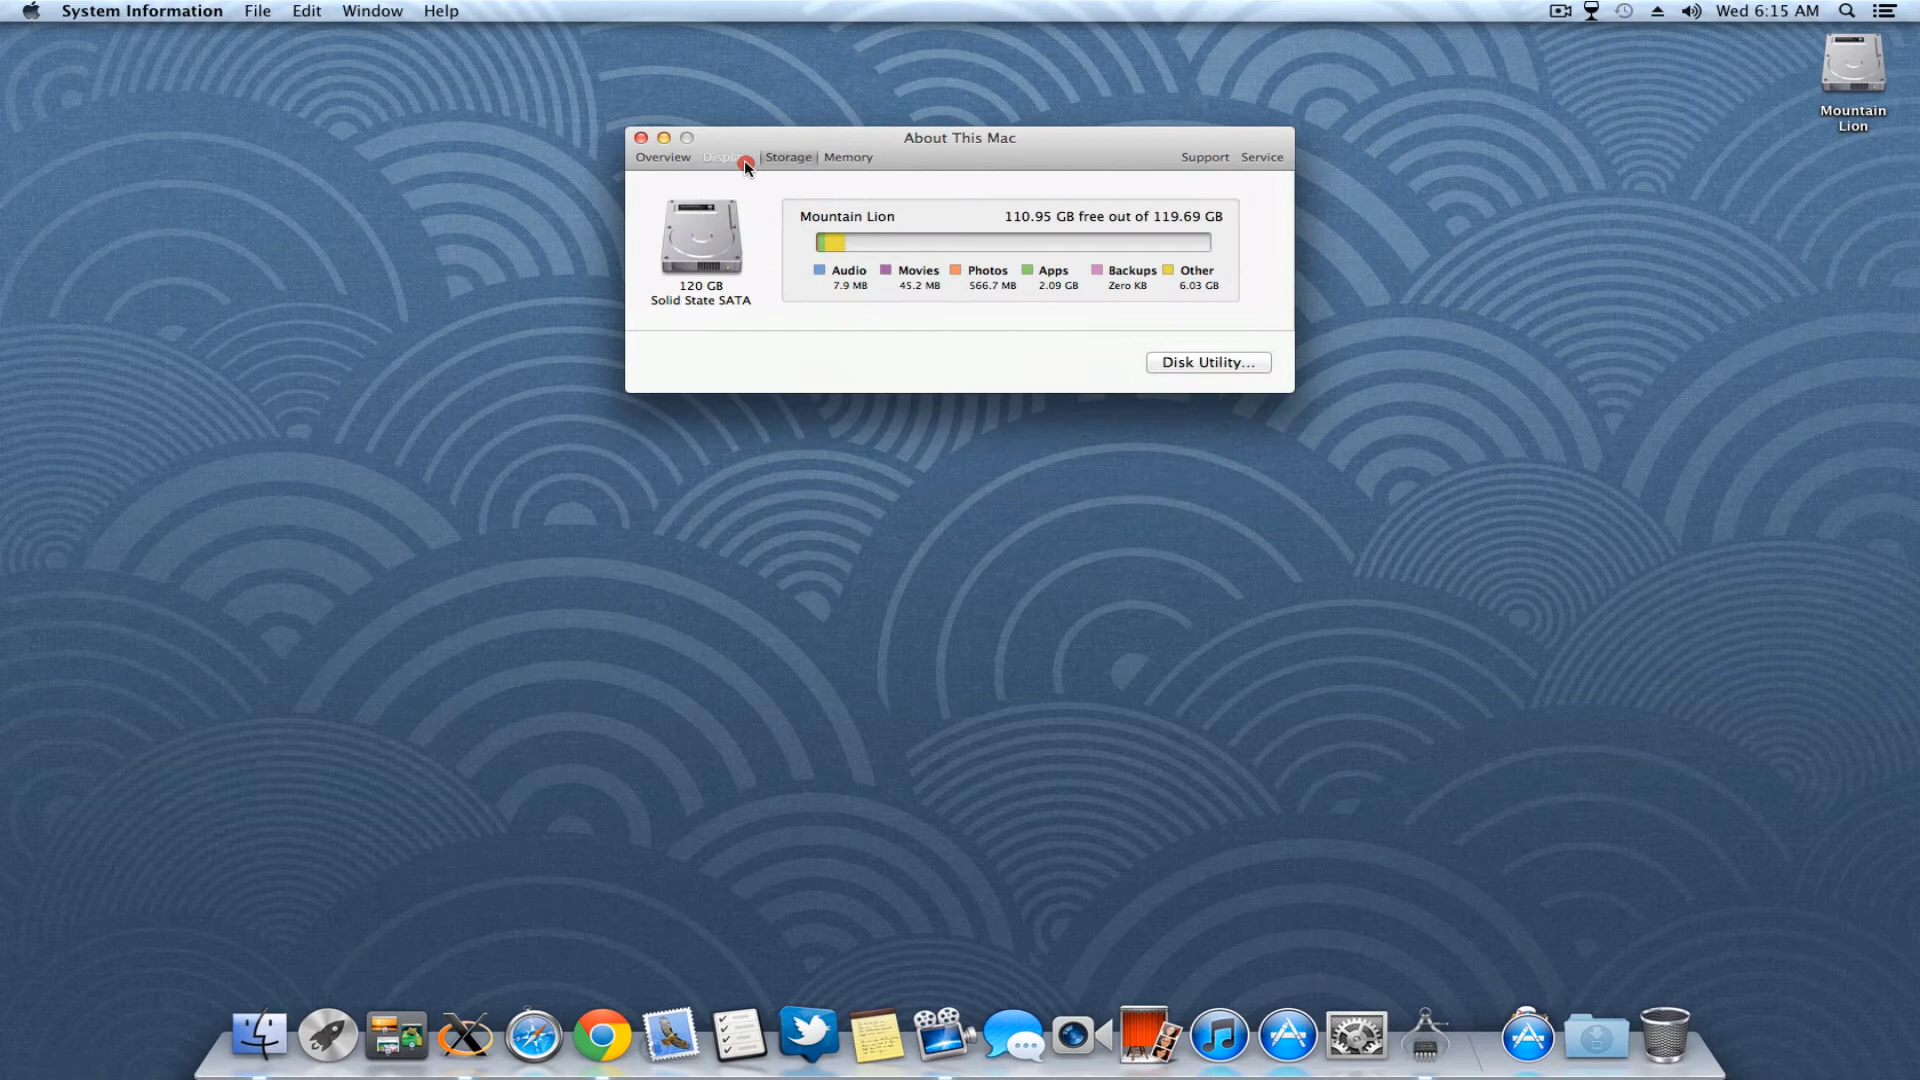 System Information File Edit Window Help Wed 6:15 AM
Mountain
Lion
About This Mac
Overview Displays Storage Memory Support Service
Mountain Lion 110.95 GB free out of 119.69 GB
Audio Movies Photos Apps Backups Other
7.9 MB 45.2 MB 566.7 MB 2.09 GB Zero KB 6.03 GB
120 GB
Solid State SATA
Disk Utility...